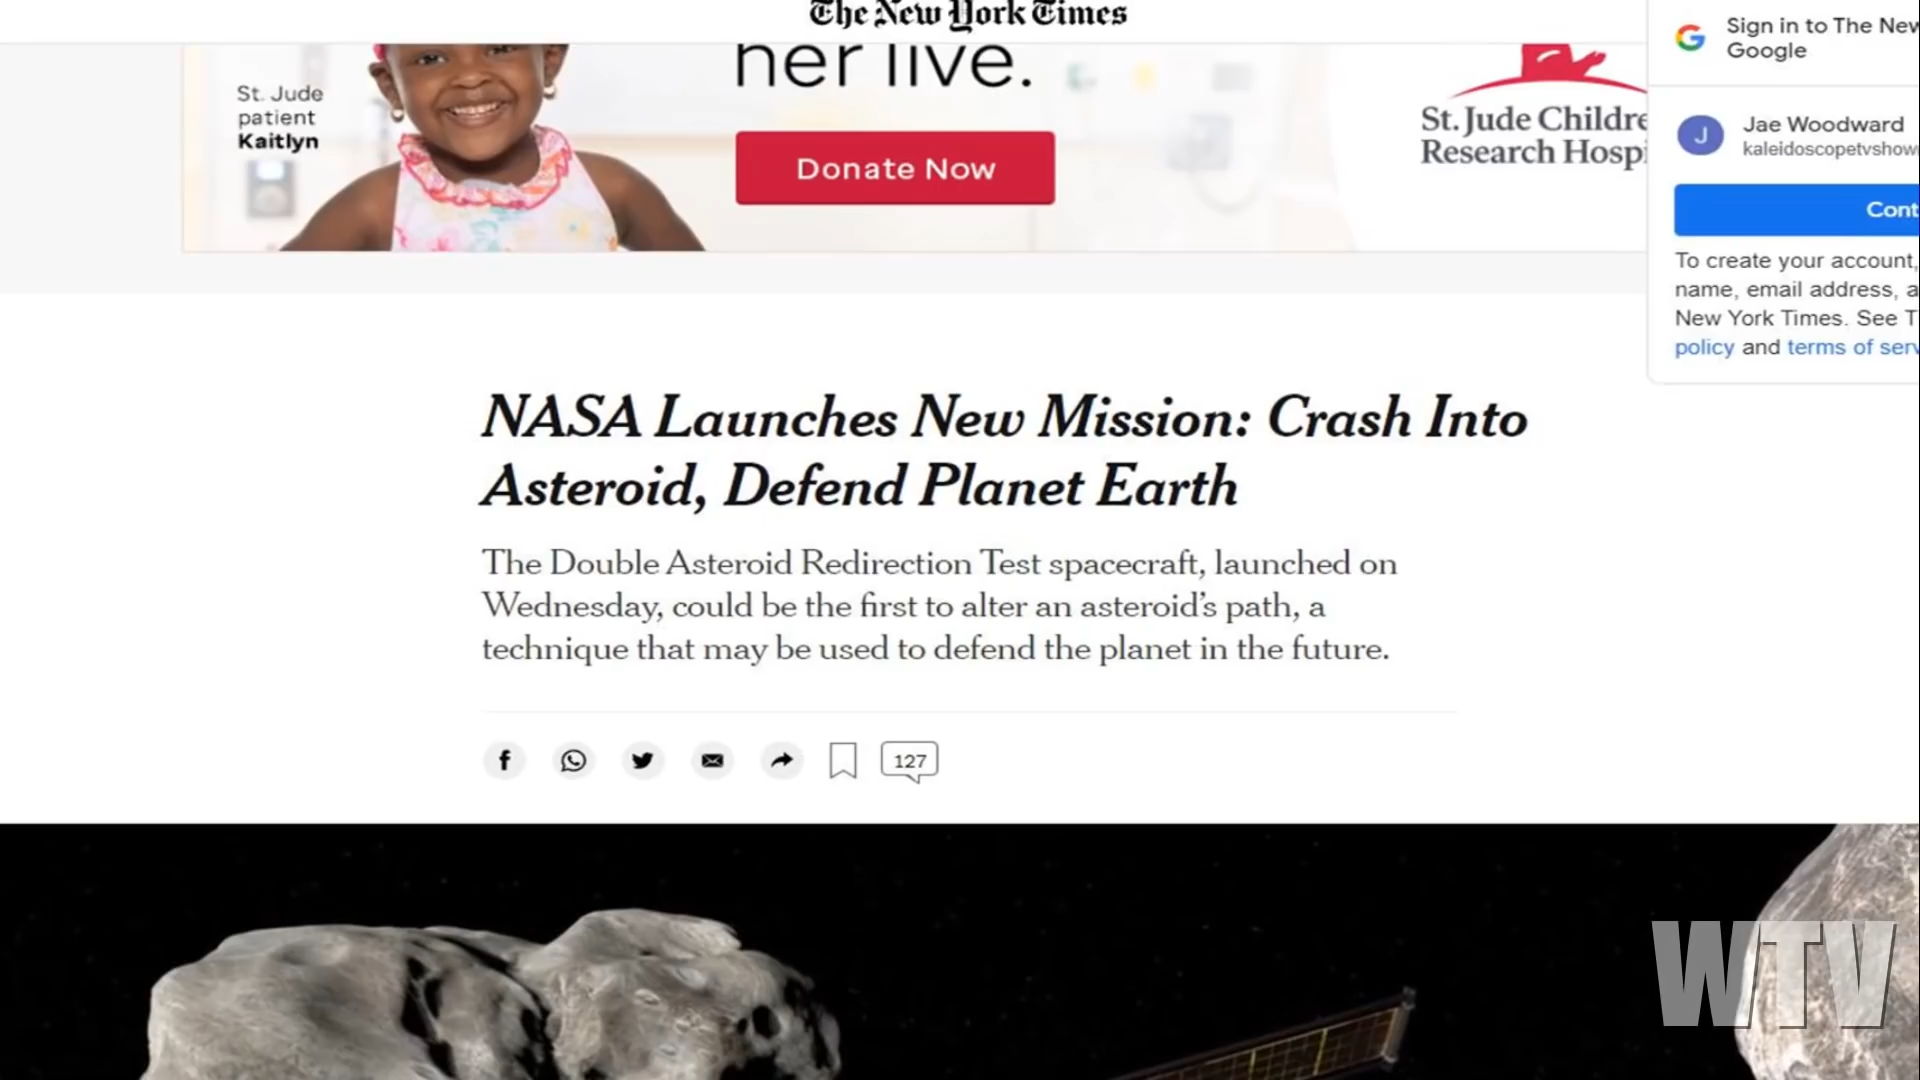 The New York Times
her live.
St. Jude
patient
Kaitlyn
Donate Now
St. Jude Childre
Research Hospi
Sign in to The New
Google
J
Jae Woodward
kaleidoscopetvshow
Cont
To create your account,
name, email address, a
New York Times. See T
policy and terms of serv
NASA Launches New Mission: Crash Into
Asteroid, Defend Planet Earth
The Double Asteroid Redirection Test spacecraft, launched on
Wednesday, could be the first to alter an asteroid's path, a
technique that may be used to defend the planet in the future.
127
WTV